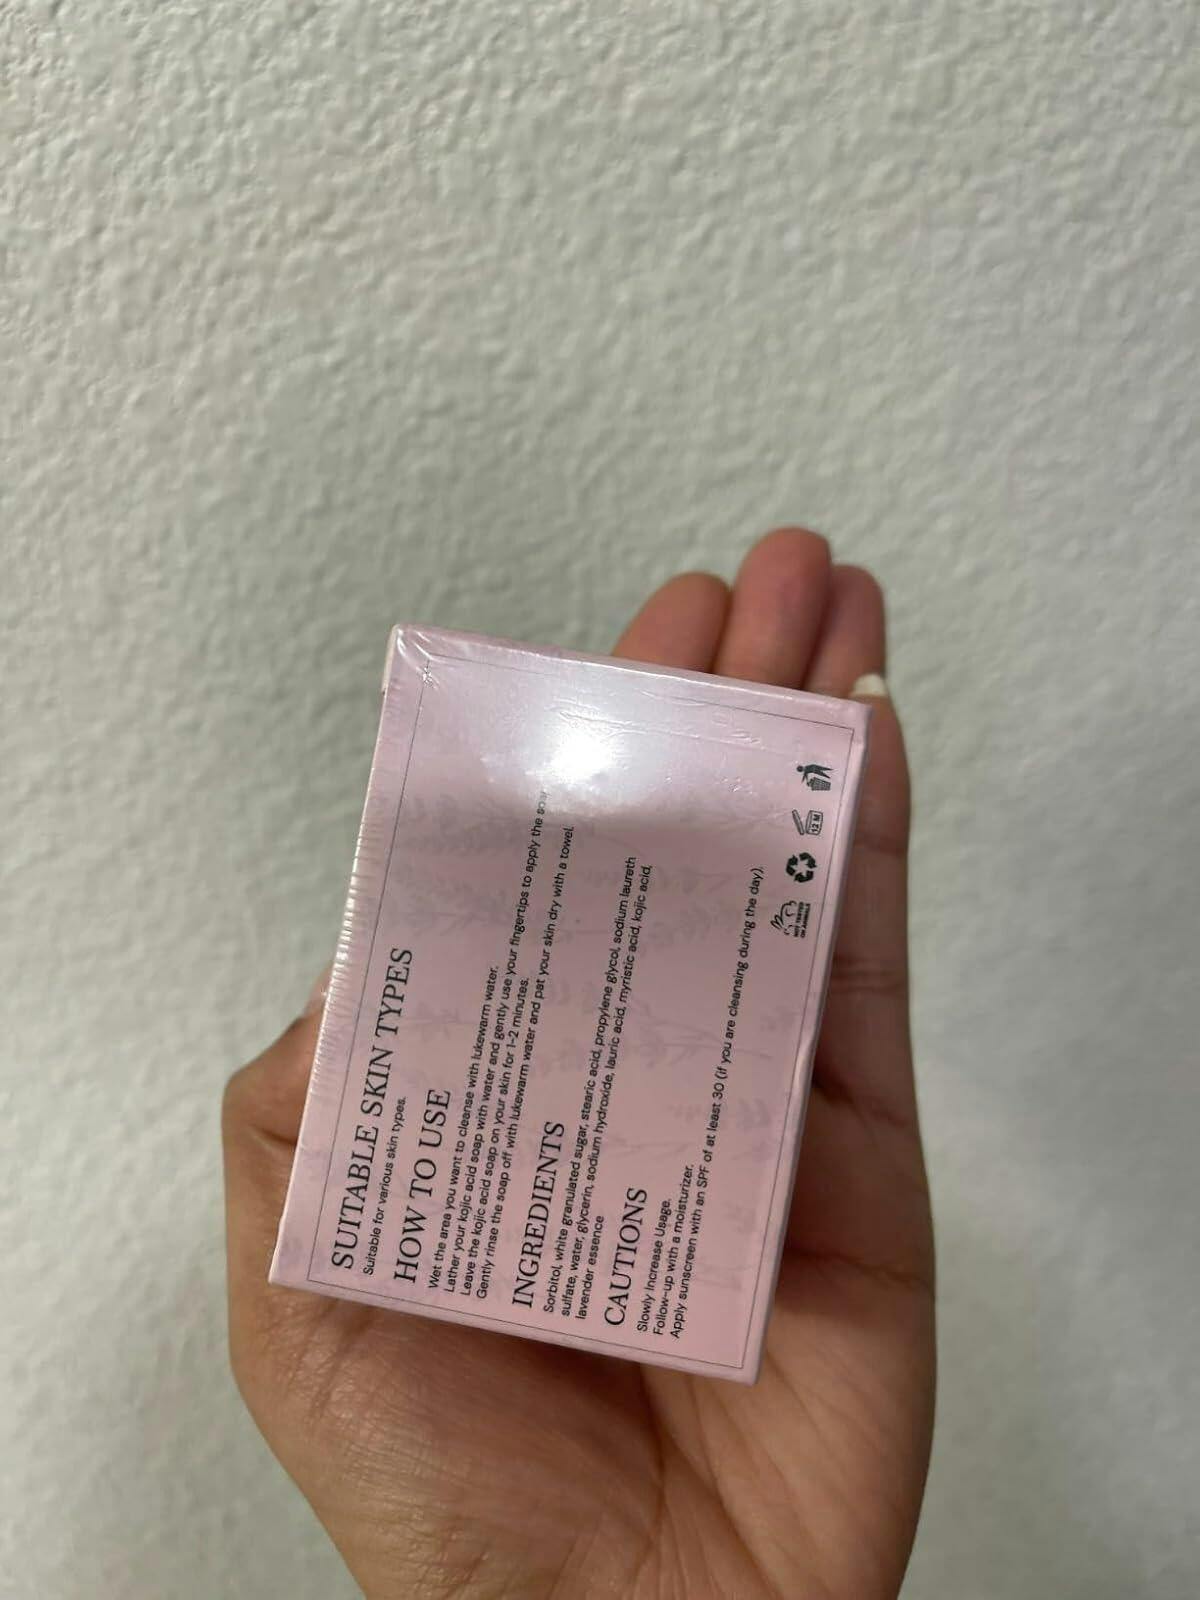 SUITABLE SKIN TYPES
Suitable for various skin types.
HOW TO USE
Wet the area you want to cleanse with lukewarm water.
Lather your kojic acid soap with water and gently use your fingertips to apply the soap
Leave the kojic acid soap on your skin for 1-2 minutes.
Gently rinse the soap off with lukewarm water and pat your skin dry with a towel.
INGREDIENTS
Sorbitol, white granulated sugar, stearic acid, propylene glycol, sodium laureth
sulfate, water, glycerin, sodium hydroxide, lauric acid, myristic acid, kojic acid,
lavender essence
CAUTIONS
Slowly Increase Usage.
Follow-up with a moisturizer.
Apply sunscreen with an SPF of at least 30 (if you are cleansing during the day).
NOT TESTED
ON ANIMALS
12 M